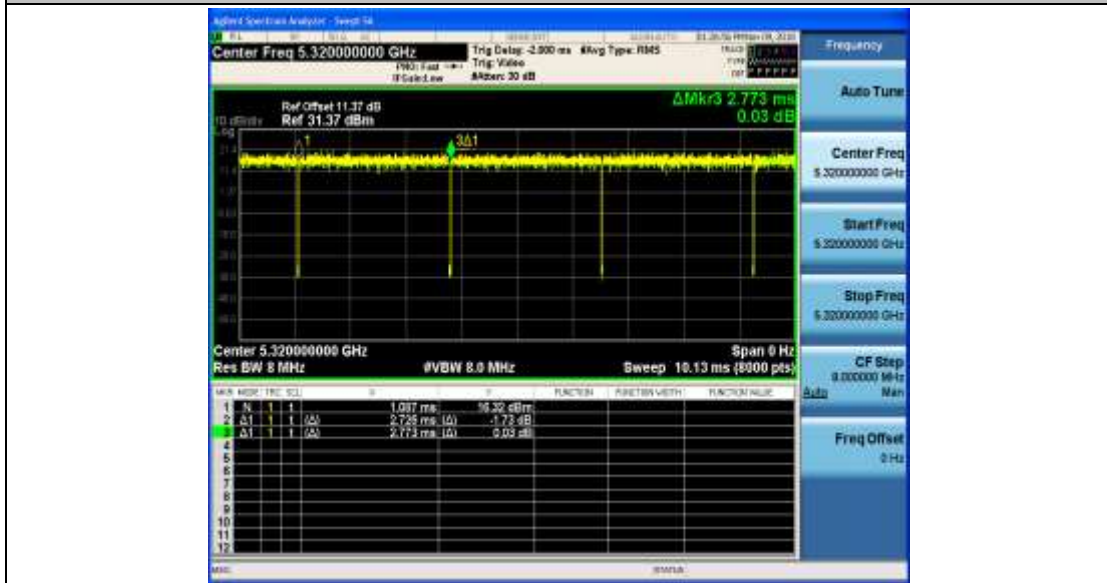 Agilent Spectrum Analyzer - Swept SA
Center Freq 5.320000000 GHz
PNO: Fast
IFGain:Low
Trig Delay: -2.000 ms
Trig: Video
#Atten: 30 dB
#Avg Type: RMS
Frequency
Auto Tune
Ref Offset 11.37 dB
Ref 31.37 dBm
10 dB/div
Log
ΔMkr3 2.773 ms
0.03 dB
1
3Δ1
Center Freq
5.320000000 GHz
Start Freq
5.320000000 GHz
Stop Freq
5.320000000 GHz
Center 5.320000000 GHz
Res BW 8 MHz
#VBW 8.0 MHz
Span 0 Hz
Sweep 10.13 ms (8000 pts)
CF Step
8.000000 MHz
Auto Man
MKR MODE TRC SCL X Y FUNCTION FUNCTION WIDTH FUNCTION VALUE
1 N 1 t 1.087 ms 16.32 dBm
2 Δ1 1 t (Δ) 2.726 ms (Δ) -1.73 dB
3 Δ1 1 t (Δ) 2.773 ms (Δ) 0.03 dB
4
5
6
7
8
9
10
11
12
Freq Offset
0 Hz
MSG
STATUS